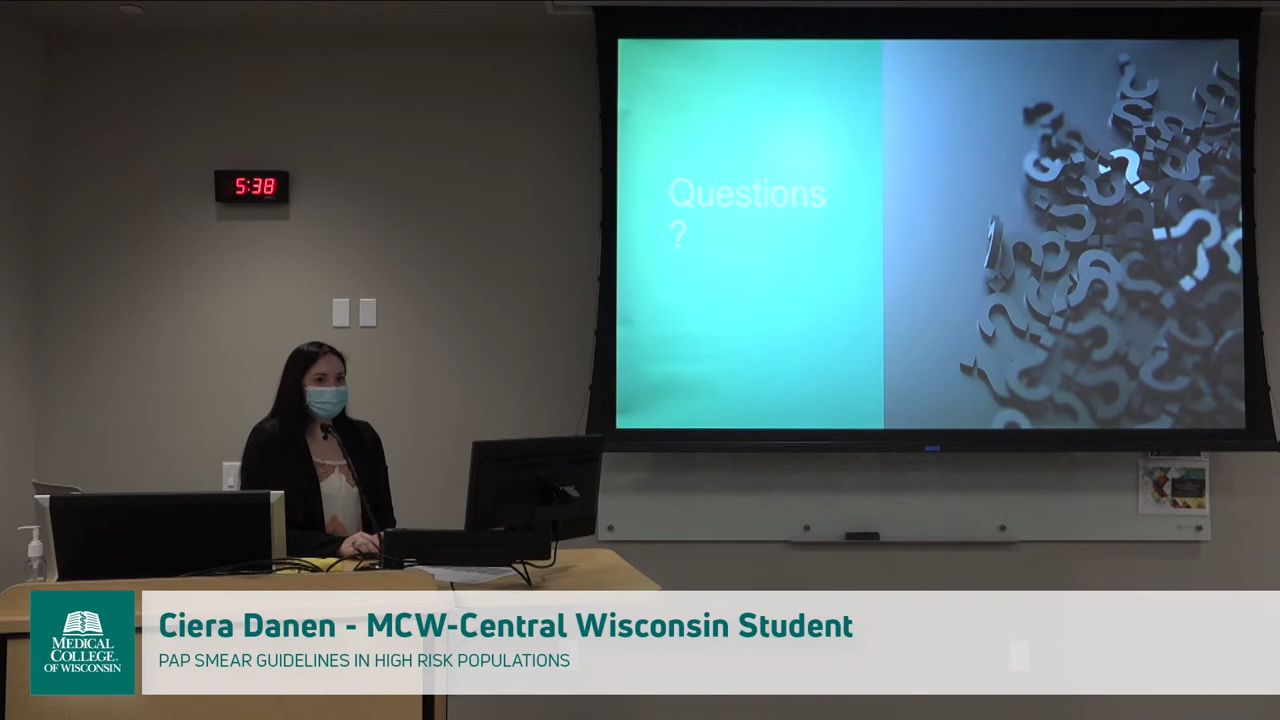 5:38
Questions
?
MEDICAL
COLLEGE
OF WISCONSIN
Ciera Danen - MCW-Central Wisconsin Student
PAP SMEAR GUIDELINES IN HIGH RISK POPULATIONS